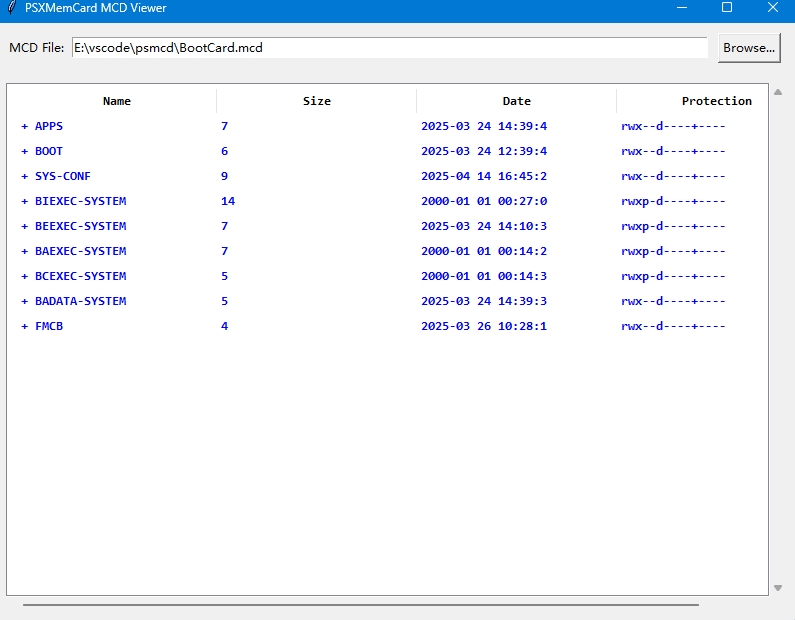 PSXMemCard MCD Viewer
MCD File: E:\vscode\psmcd\BootCard.mcd Browse...
Name Size Date Protection
+ APPS 7 2025-03 24 14:39:4 rwx--d----+----
+ BOOT 6 2025-03 24 12:39:4 rwx--d----+----
+ SYS-CONF 9 2025-04 14 16:45:2 rwx--d----+----
+ BIEXEC-SYSTEM 14 2000-01 01 00:27:0 rwxp-d----+----
+ BEEXEC-SYSTEM 7 2025-03 24 14:10:3 rwxp-d----+----
+ BAEXEC-SYSTEM 7 2000-01 01 00:14:2 rwxp-d----+----
+ BCEXEC-SYSTEM 5 2000-01 01 00:14:3 rwxp-d----+----
+ BADATA-SYSTEM 5 2025-03 24 14:39:3 rwx--d----+----
+ FMCB 4 2025-03 26 10:28:1 rwx--d----+----